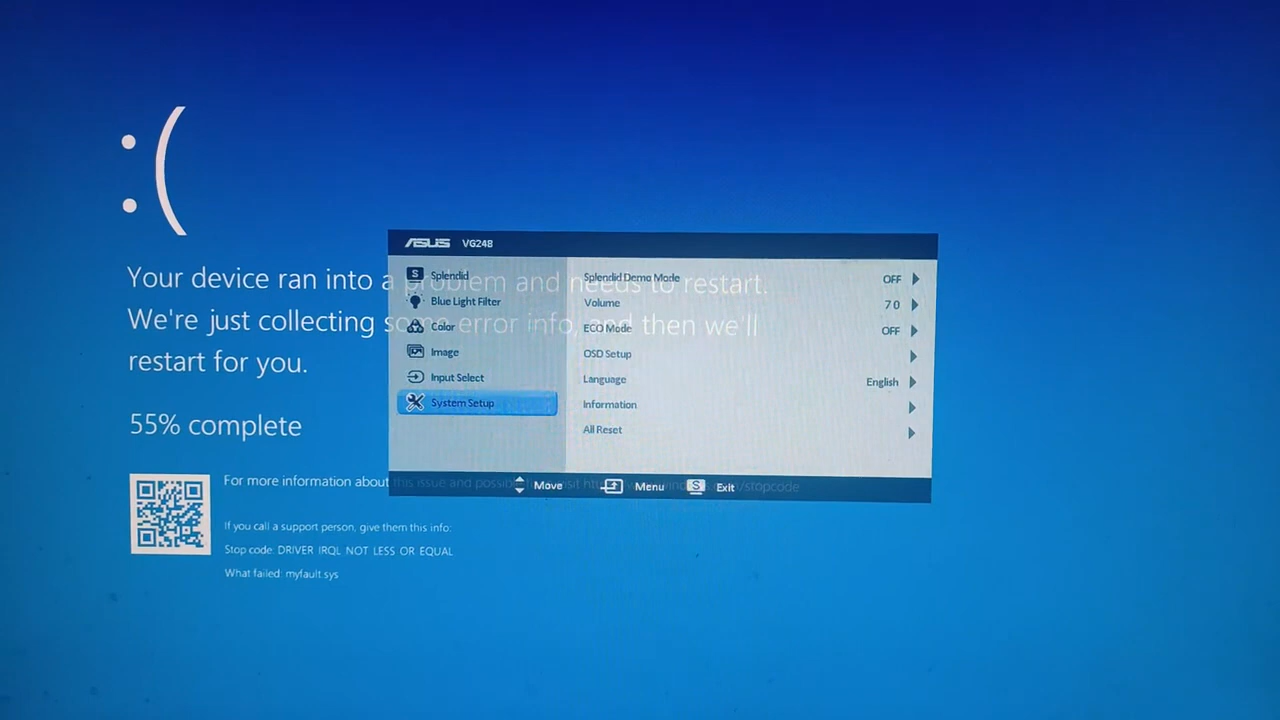 :(
Your device ran into a problem and needs to restart.
We're just collecting some error info, and then we'll
restart for you.
55% complete
For more information about this issue and possib visit http stopcode
If you call a support person, give them this info:
Stop code: DRIVER IRQL NOT LESS OR EQUAL
What failed: myfault.sys
ASUS VG248
Splendid
Blue Light Filter
Color
Image
Input Select
S System Setup
Splendid Demo Mode OFF
Volume 70
ECO Mode OFF
OSD Setup
Language English
Information
All Reset
Move Menu S Exit